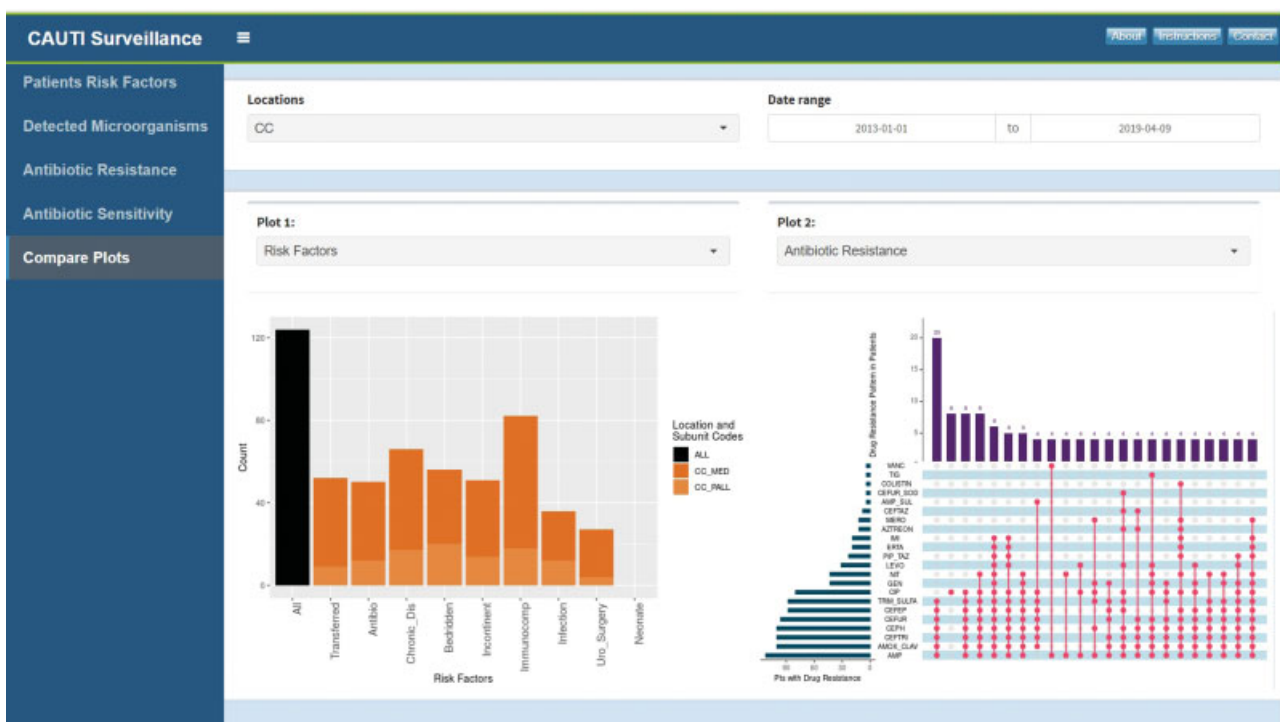 CAUTI Surveillance
About Instructions Contact
Patients Risk Factors
Detected Microorganisms
Antibiotic Resistance
Antibiotic Sensitivity
Compare Plots
Locations
CC
Date range
2013-01-01 to 2019-04-09
Plot 1:
Risk Factors
Plot 2:
Antibiotic Resistance
Count
120
80
40
0
All
Transferred
Antibio
Chronic_Dis
Bedridden
Incontinent
Immunocomp
Infection
Uro_Surgery
Neonate
Risk Factors
Location and
Subunit Codes
ALL
CC_MED
CC_PALL
Drug Resistance Pattern in Patients
20
15
10
5
VANC
TIG
COLISTIN
CEFUR_SOD
AMP_SUL
CEFTAZ
MERO
AZTREON
IMI
ERTA
PIP_TAZ
LEVO
NIT
GEN
CIP
TRIM_SULFA
CEFEP
CEFUR
CEPH
CEFTRI
AMOX_CLAV
AMP
Pts with Drug Resistance